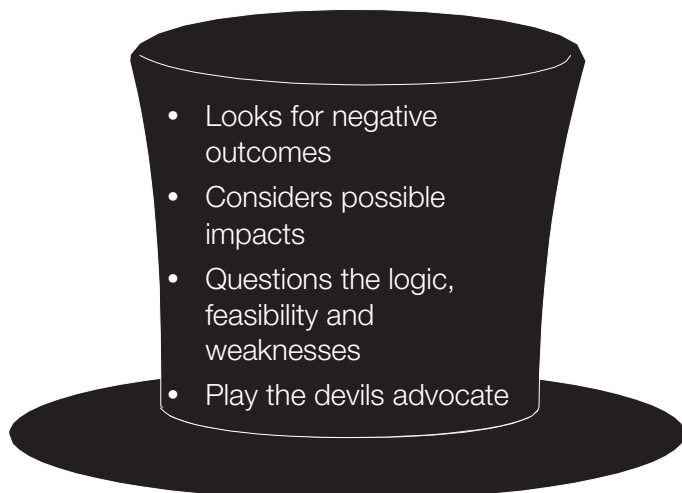 • Looks for negative
outcomes
• Considers possible
impacts
• Questions the logic,
feasibility and
weaknesses
• Play the devils advocate